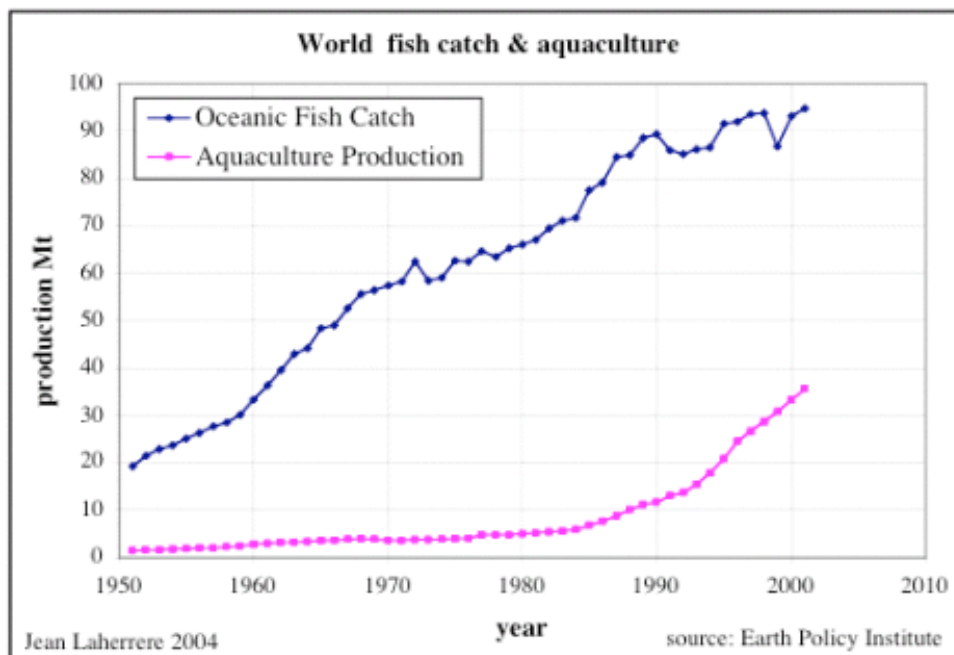 World fish catch & aquaculture
100
90
80
70
60
50
40
30
20
10
0
production Mt
Oceanic Fish Catch
Aquaculture Production
1950 1960 1970 1980 1990 2000 2010
year
Jean Laherrere 2004
source: Earth Policy Institute